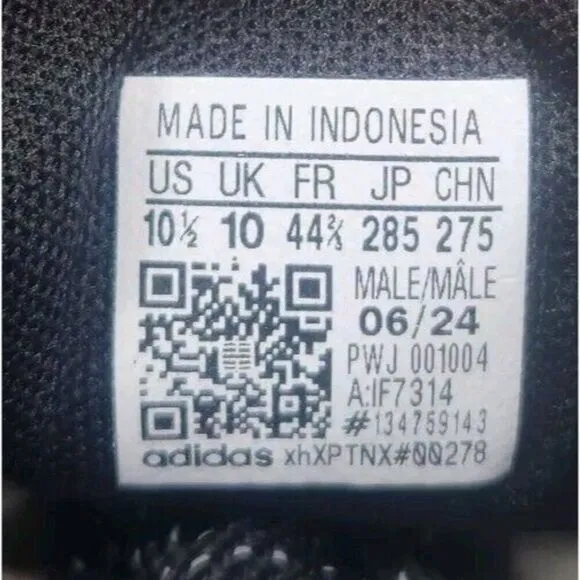 MADE IN INDONESIA
US UK FR JP CHN
10½ 10 44⅔ 285 275
MALE/MÂLE
06/24
PWJ 001004
A:IF7314
#134759143
adidas xhXPTNX#00278